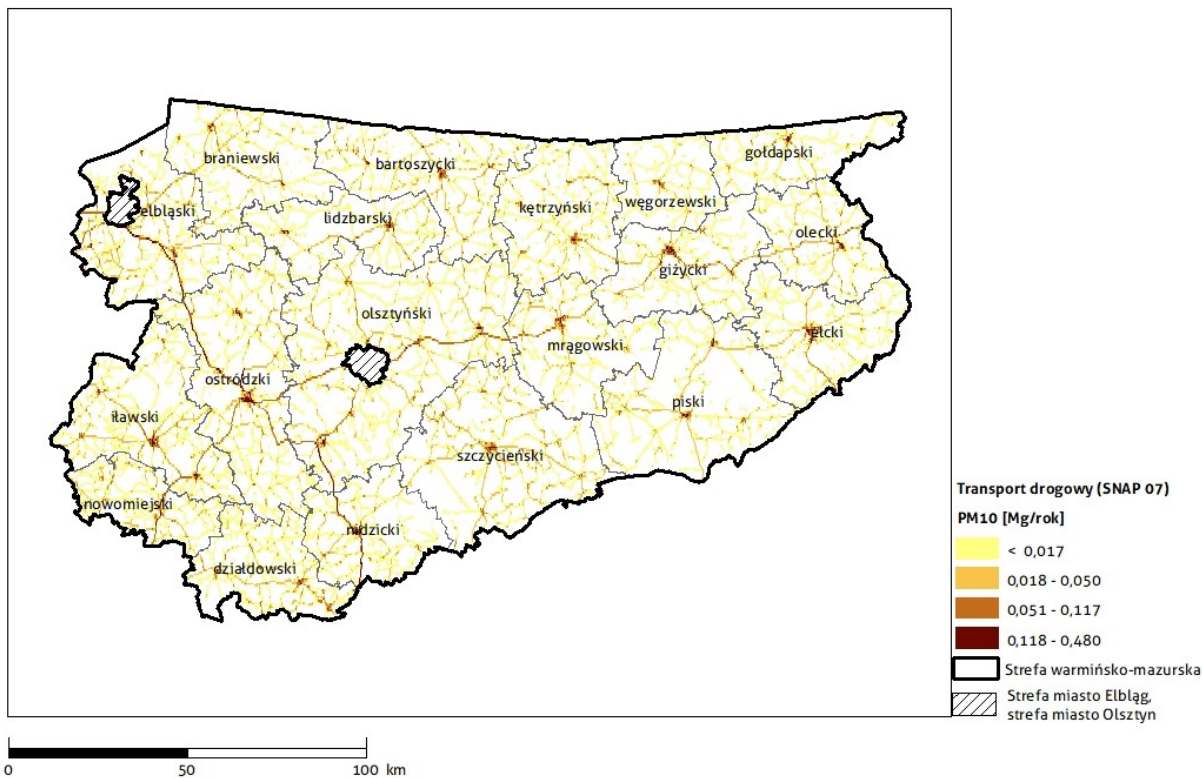 braniewski
bartoszycki
gołdapski
elbląski
lidzbarski
kętrzyński
węgorzewski
olecki
giżycki
olsztyński
mrągowski
ełcki
ostródzki
piski
iławski
szczycieński
nowomiejski
nidzicki
działdowski
Transport drogowy (SNAP 07)
PM10 [Mg/rok]
< 0,017
0,018 - 0,050
0,051 - 0,117
0,118 - 0,480
Strefa warmińsko-mazurska
Strefa miasto Elbląg,
strefa miasto Olsztyn
0 50 100 km